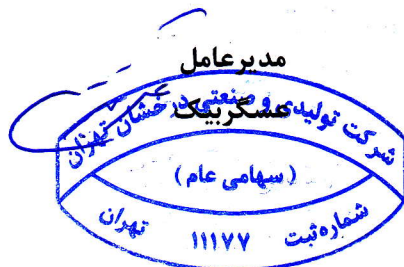 مدیرعامل
عسگربیک
شرکت تولیدی و صنعتی درخشان تهران
(سهامی عام)
شماره ثبت ۱۱۱۷۷ تهران